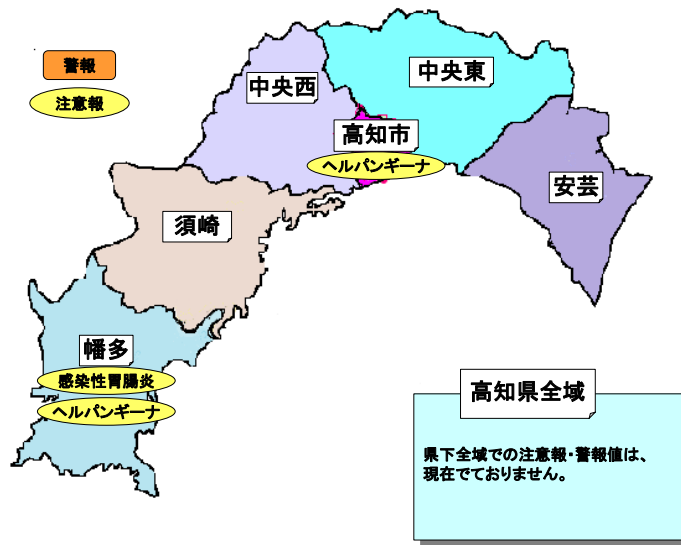 警報
注意報
中央西
中央東
高知市
ヘルパンギーナ
安芸
須崎
幡多
感染性胃腸炎
ヘルパンギーナ
高知県全域
県下全域での注意報・警報値は、
現在でておりません。